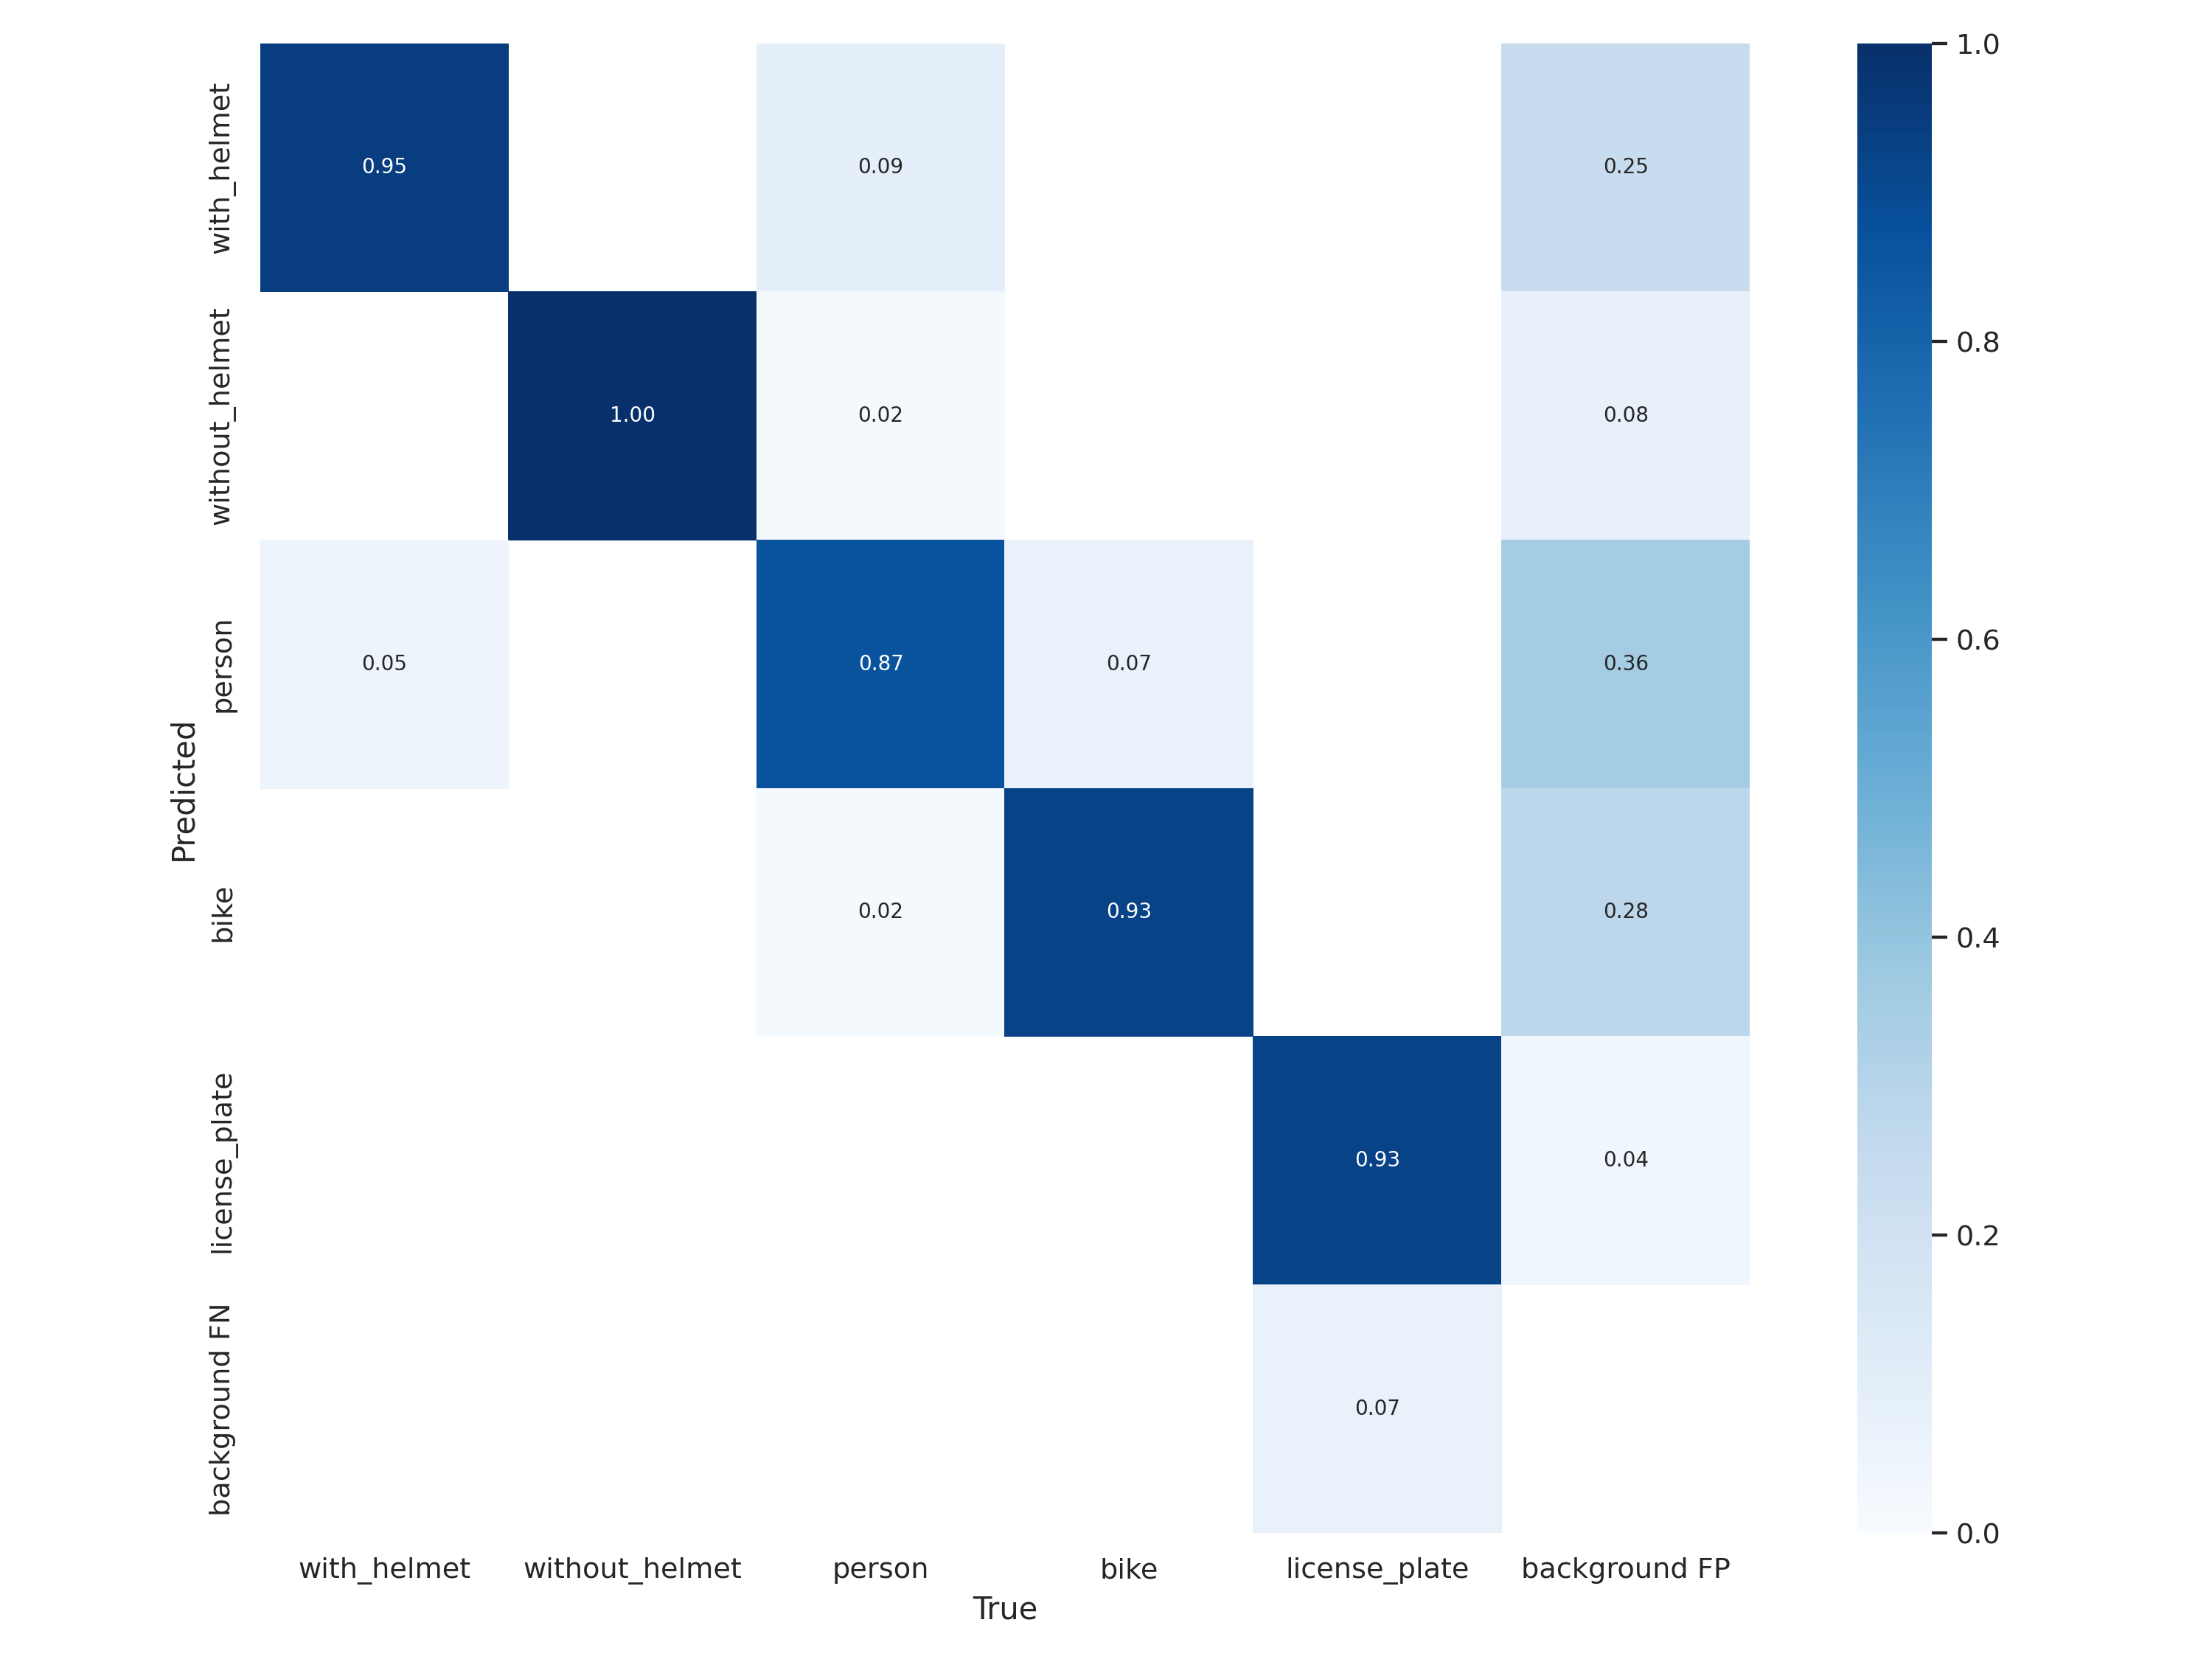 Predicted
with_helmet
0.95 0.09 0.25
without_helmet
1.00 0.02 0.08
person
0.05 0.87 0.07 0.36
bike
0.02 0.93 0.28
license_plate
0.93 0.04
background FN
0.07
with_helmet without_helmet person bike license_plate background FP
True
1.0
0.8
0.6
0.4
0.2
0.0